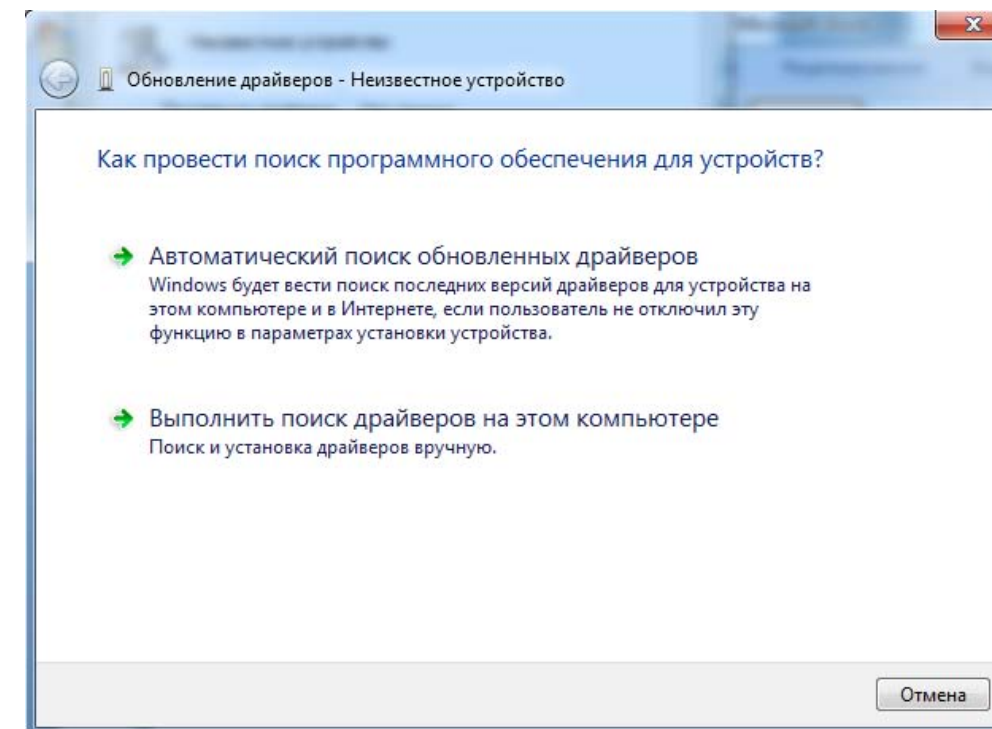 Обновление драйверов - Неизвестное устройство
Как провести поиск программного обеспечения для устройств?
Автоматический поиск обновленных драйверов
Windows будет вести поиск последних версий драйверов для устройства на
этом компьютере и в Интернете, если пользователь не отключил эту
функцию в параметрах установки устройства.
Выполнить поиск драйверов на этом компьютере
Поиск и установка драйверов вручную.
Отмена